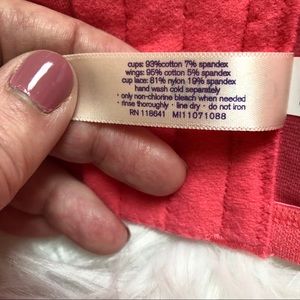 cups: 93%cotton 7% spandex
wings: 95% cotton 5% spandex
cup lace: 81% nylon 19% spandex
hand wash cold separately
· only non-chlorine bleach when needed
· rinse thoroughly · line dry · do not iron
RN 118641 MI11071088